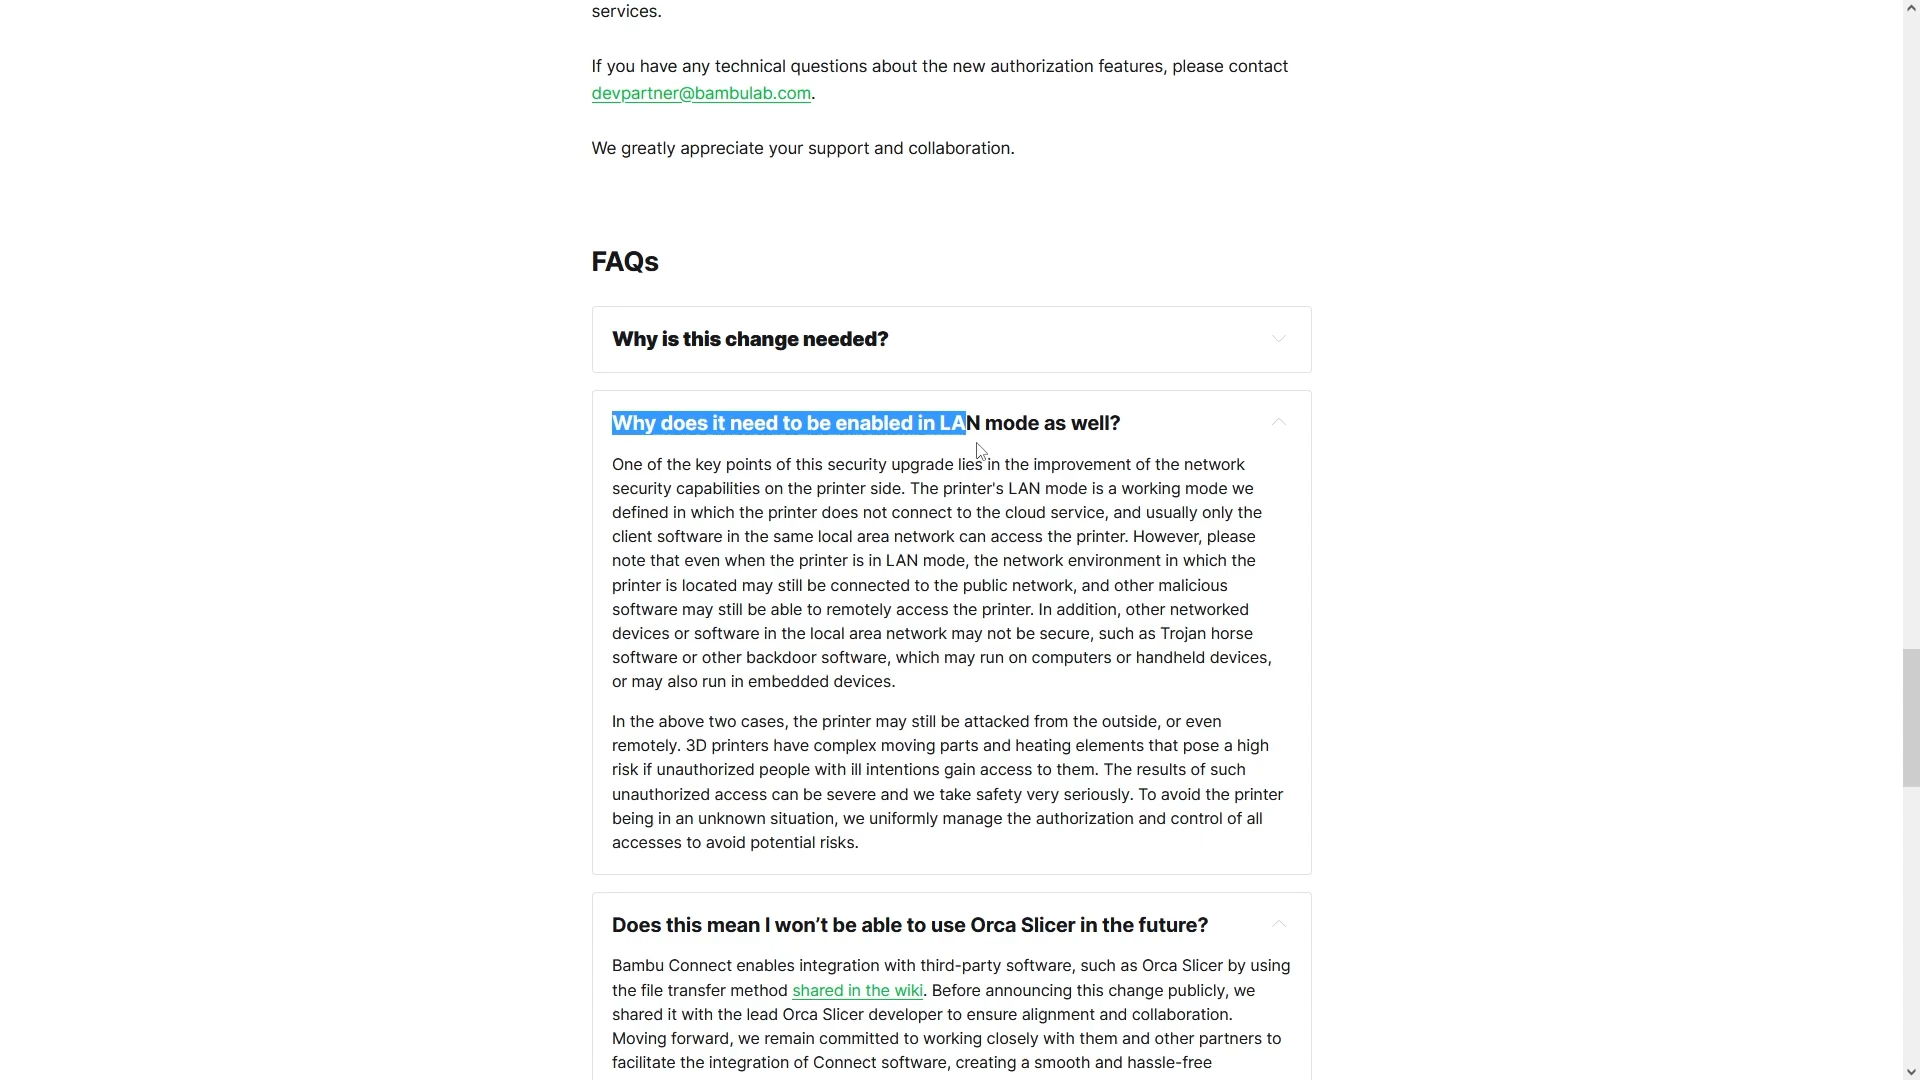 services.
If you have any technical questions about the new authorization features, please contact
devpartner@bambulab.com.
We greatly appreciate your support and collaboration.
FAQs
Why is this change needed?
Why does it need to be enabled in LAN mode as well?
One of the key points of this security upgrade lies in the improvement of the network
security capabilities on the printer side. The printer's LAN mode is a working mode we
defined in which the printer does not connect to the cloud service, and usually only the
client software in the same local area network can access the printer. However, please
note that even when the printer is in LAN mode, the network environment in which the
printer is located may still be connected to the public network, and other malicious
software may still be able to remotely access the printer. In addition, other networked
devices or software in the local area network may not be secure, such as Trojan horse
software or other backdoor software, which may run on computers or handheld devices,
or may also run in embedded devices.
In the above two cases, the printer may still be attacked from the outside, or even
remotely. 3D printers have complex moving parts and heating elements that pose a high
risk if unauthorized people with ill intentions gain access to them. The results of such
unauthorized access can be severe and we take safety very seriously. To avoid the printer
being in an unknown situation, we uniformly manage the authorization and control of all
accesses to avoid potential risks.
Does this mean I won’t be able to use Orca Slicer in the future?
Bambu Connect enables integration with third-party software, such as Orca Slicer by using
the file transfer method shared in the wiki. Before announcing this change publicly, we
shared it with the lead Orca Slicer developer to ensure alignment and collaboration.
Moving forward, we remain committed to working closely with them and other partners to
facilitate the integration of Connect software, creating a smooth and hassle-free